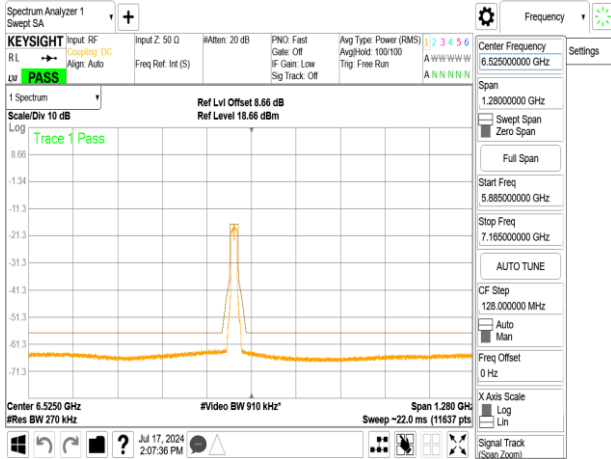 Spectrum Analyzer 1
Swept SA
Frequency
KEYSIGHT
Input: RF
Coupling: DC
Align: Auto
Input Z: 50 Ω
Freq Ref: Int (S)
#Atten: 20 dB
PNO: Fast
Gate: Off
IF Gain: Low
Sig Track: Off
Avg Type: Power (RMS)
Avg|Hold: 100/100
Trig: Free Run
1 2 3 4 5 6
A W W W W W
A N N N N N
RL
LXI
PASS
1 Spectrum
Scale/Div 10 dB
Ref Lvl Offset 8.66 dB
Ref Level 18.66 dBm
Log
Trace 1 Pass
8.66
-1.34
-11.3
-21.3
-31.3
-41.3
-51.3
-61.3
-71.3
Center 6.5250 GHz
#Res BW 270 kHz
#Video BW 910 kHz*
Span 1.280 GHz
Sweep ~22.0 ms (11637 pts)
Jul 17, 2024
2:07:36 PM
Settings
Center Frequency
6.525000000 GHz
Span
1.28000000 GHz
Swept Span
Zero Span
Full Span
Start Freq
5.885000000 GHz
Stop Freq
7.165000000 GHz
AUTO TUNE
CF Step
128.000000 MHz
Auto
Man
Freq Offset
0 Hz
X Axis Scale
Log
Lin
Signal Track
(Span Zoom)